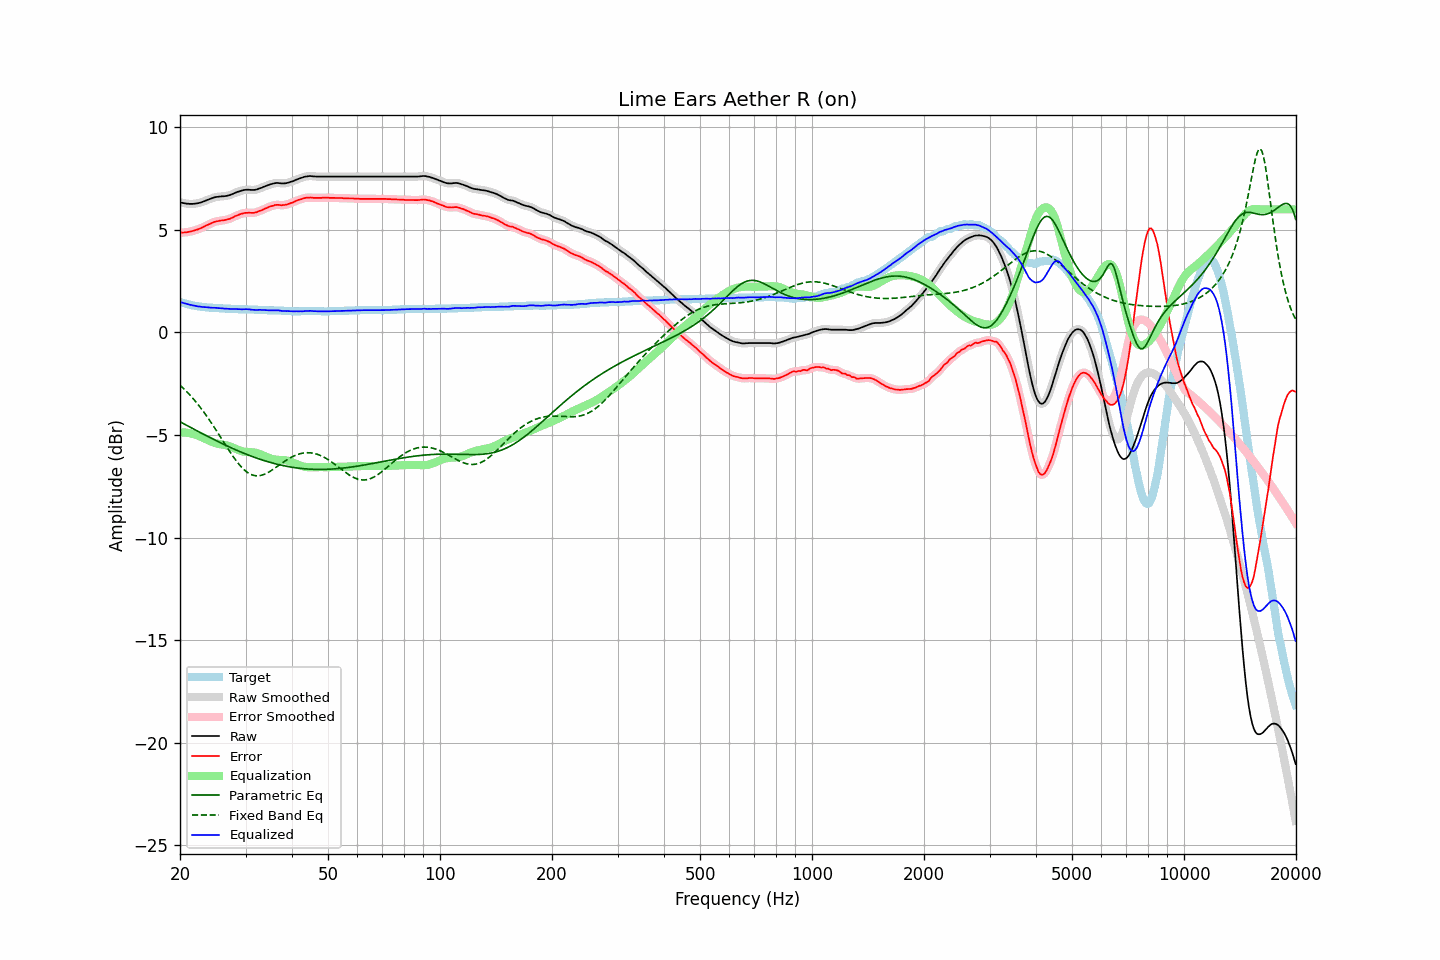 Lime Ears Aether R (on)
10
5
0
−5
−10
−15
−20
−25
Amplitude (dBr)
Target
Raw Smoothed
Error Smoothed
Raw
Error
Equalization
Parametric Eq
Fixed Band Eq
Equalized
20 50 100 200 500 1000 2000 5000 10000 20000
Frequency (Hz)